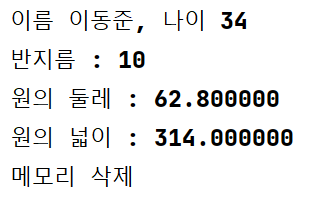 이름 이동준, 나이 34
반지름 : 10
원의 둘레 : 62.800000
원의 넓이 : 314.000000
메모리 삭제